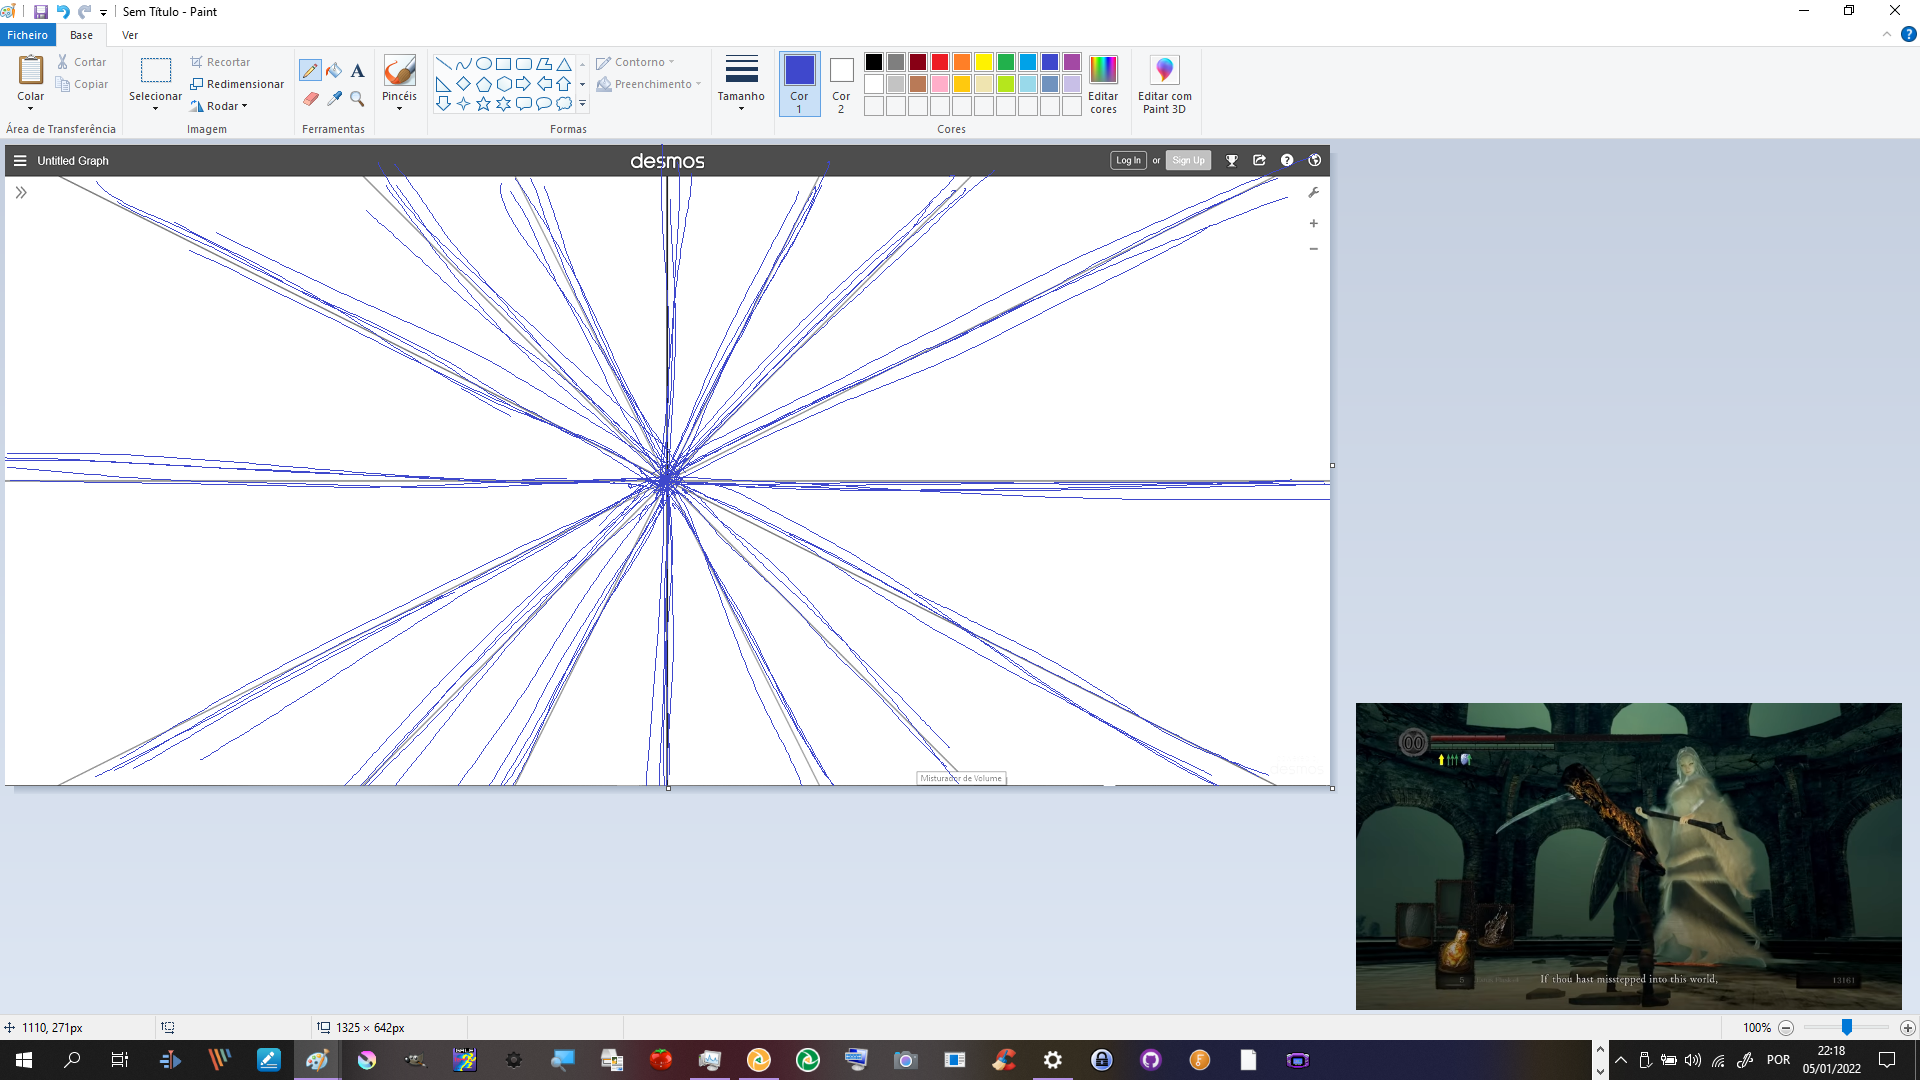 Sem Título - Paint
Ficheiro Base Ver
Colar
Cortar
Copiar
Área de Transferência
Selecionar
Recortar
Redimensionar
Rodar
Imagem
A
Ferramentas
Pincéis
Contorno
Preenchimento
Formas
Tamanho
Cor
1
Cor
2
Editar
cores
Cores
Editar com
Paint 3D
Untitled Graph
desmos
Log In or Sign Up
Misturador de Volume
00
5
13161
If thou hast misstepped into this world,
1110, 271px
1325 × 642px
100%
POR
22:18
05/01/2022